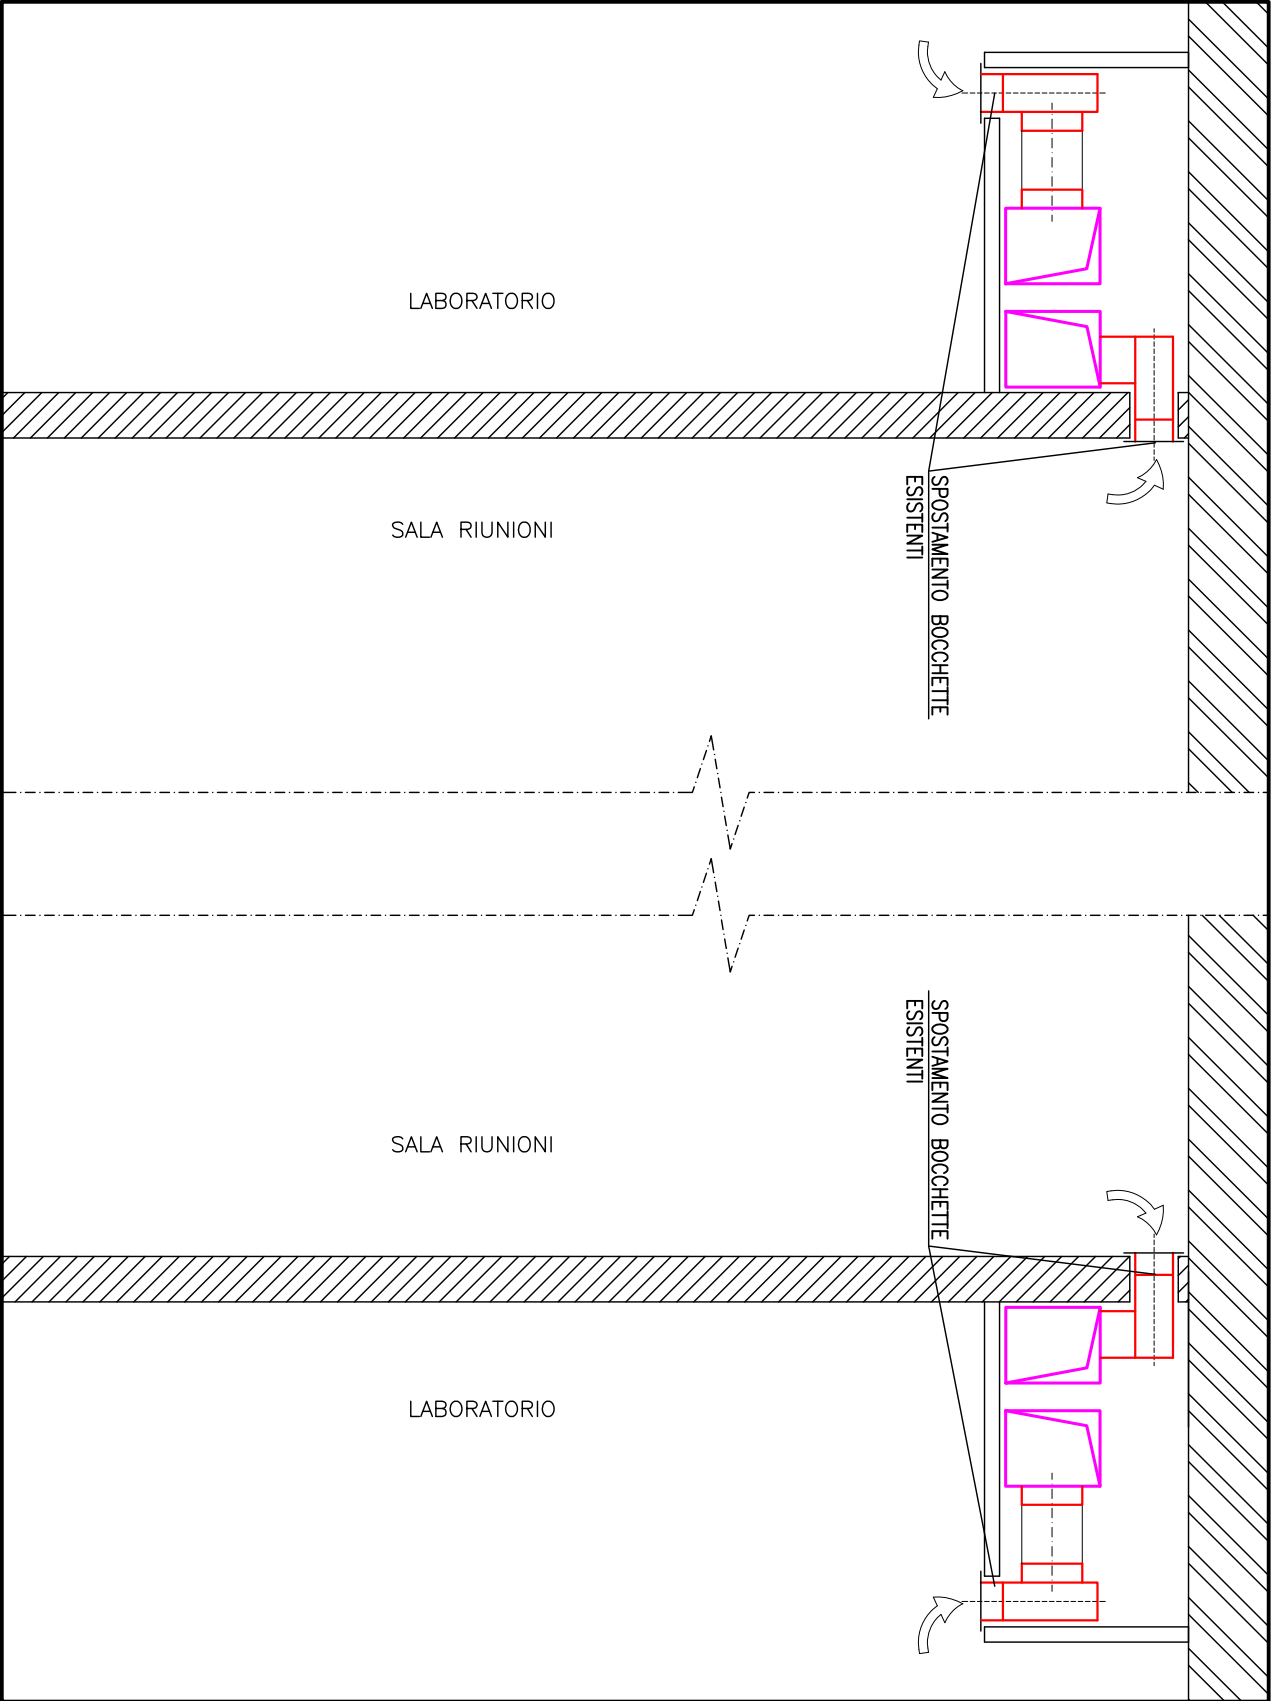 LABORATORIO
SALA RIUNIONI
SPOSTAMENTO BOCCHETTE
ESISTENTI
SALA RIUNIONI
SPOSTAMENTO BOCCHETTE
ESISTENTI
LABORATORIO